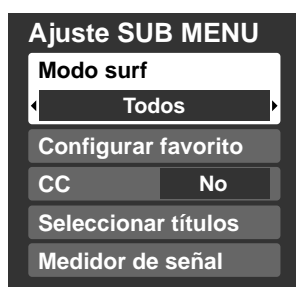 Ajuste SUB MENU
Modo surf
Todos
Configurar favorito
CC No
Seleccionar títulos
Medidor de señal